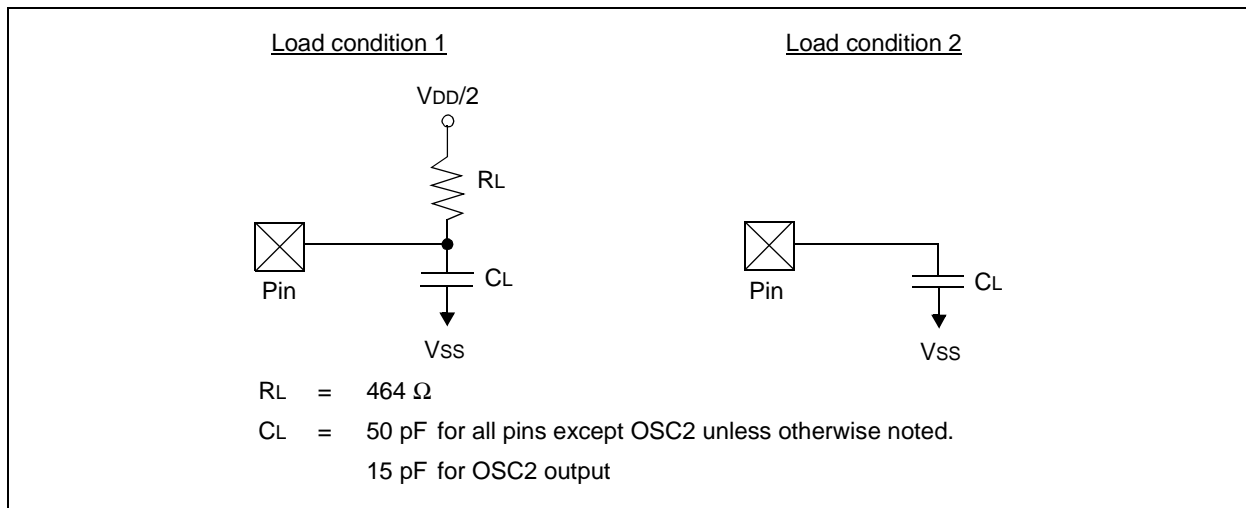 Load condition 1
Load condition 2
VDD/2
RL
Pin
CL
VSS
Pin
CL
VSS
RL = 464 Ω
CL = 50 pF for all pins except OSC2 unless otherwise noted.
15 pF for OSC2 output